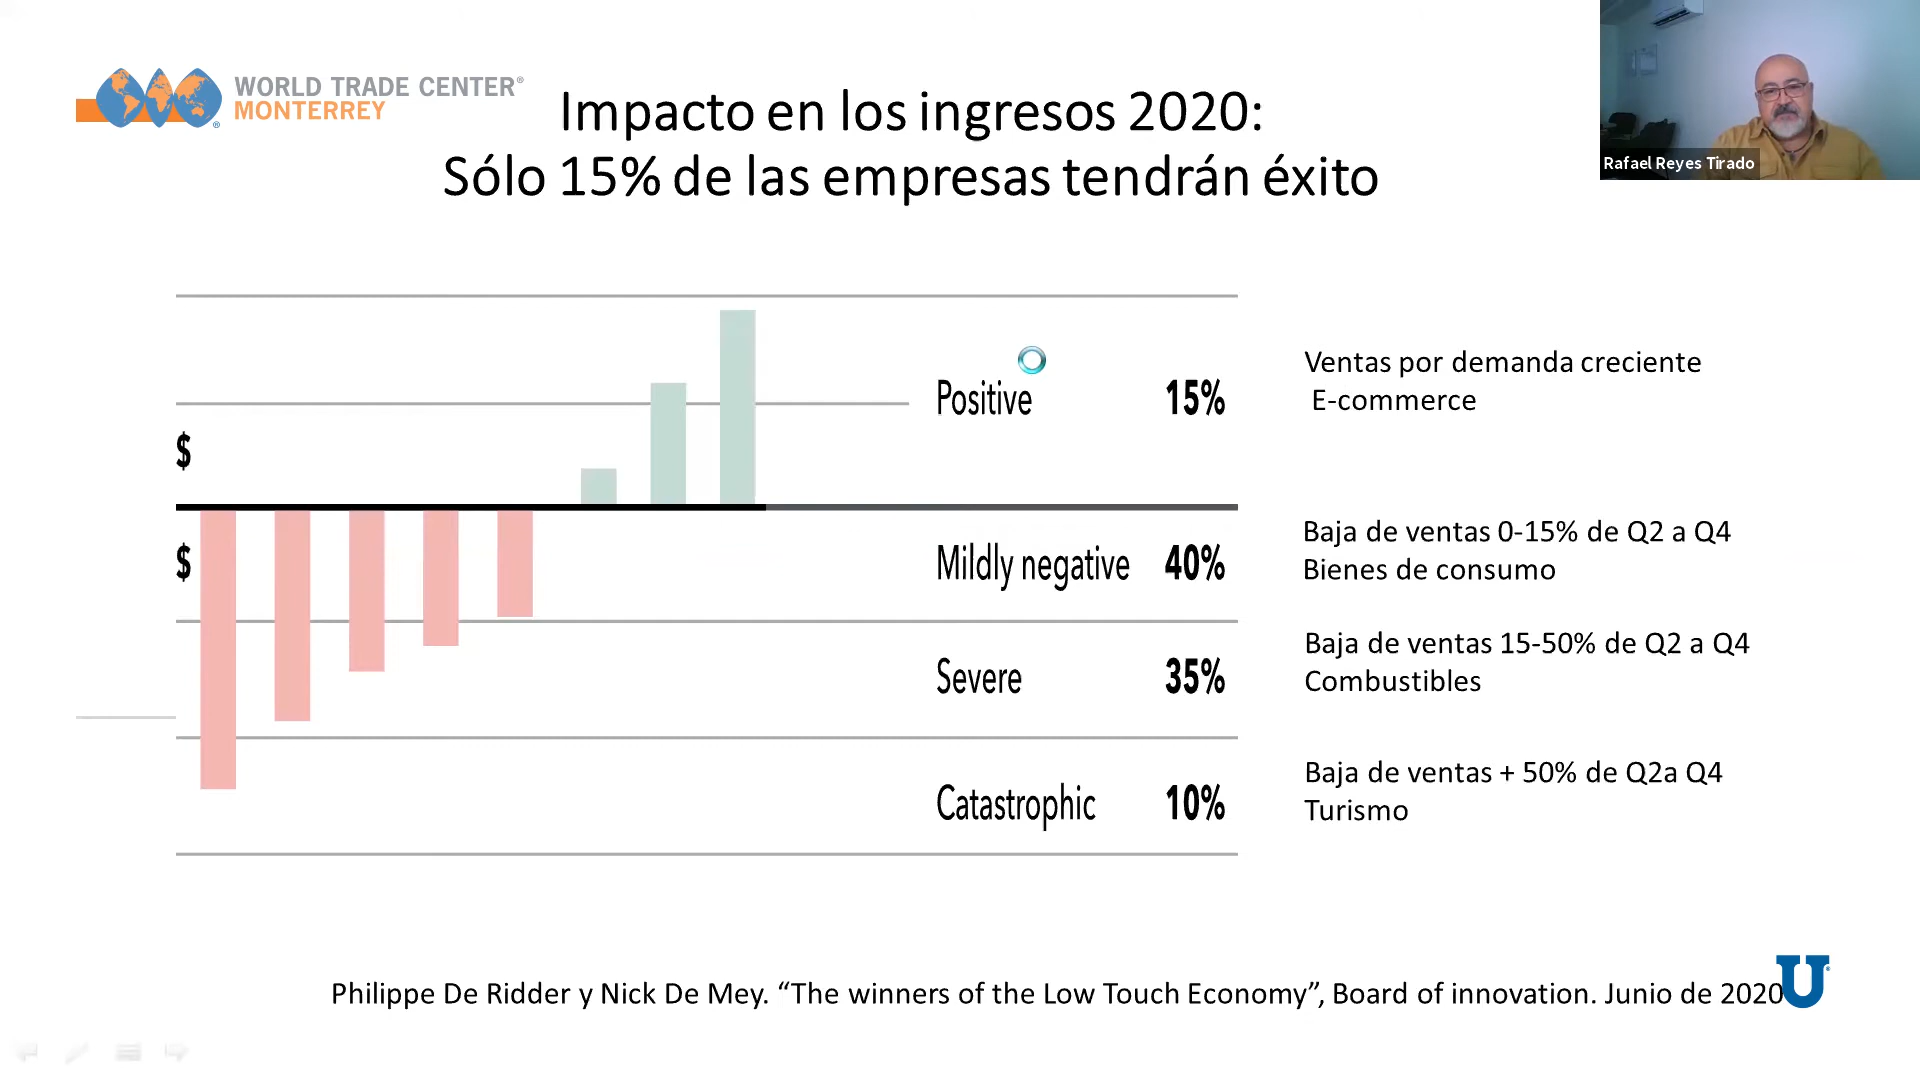 WORLD TRADE CENTER®
MONTERREY
Impacto en los ingresos 2020:
Sólo 15% de las empresas tendrán éxito
Rafael Reyes Tirado
Positive 15%
Ventas por demanda creciente
E-commerce
$
$
Mildly negative 40%
Baja de ventas 0-15% de Q2 a Q4
Bienes de consumo
Severe 35%
Baja de ventas 15-50% de Q2 a Q4
Combustibles
Catastrophic 10%
Baja de ventas + 50% de Q2a Q4
Turismo
Philippe De Ridder y Nick De Mey. “The winners of the Low Touch Economy”, Board of innovation. Junio de 2020
U